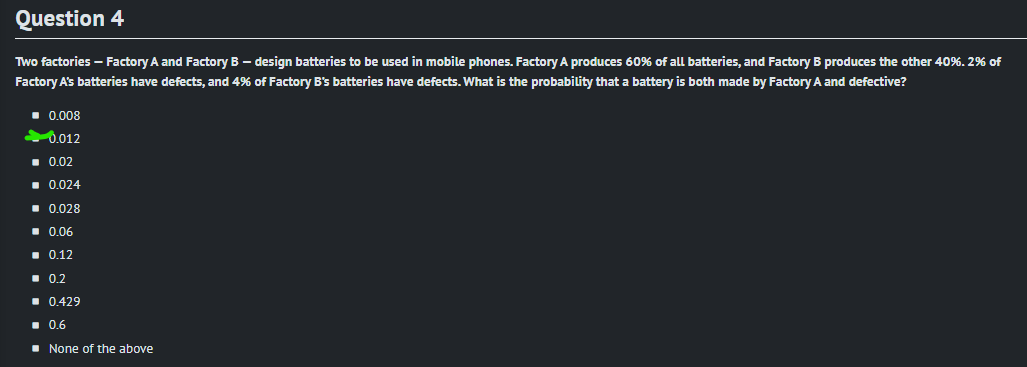 Question 4
Two factories — Factory A and Factory B — design batteries to be used in mobile phones. Factory A produces 60% of all batteries, and Factory B produces the other 40%. 2% of
Factory A's batteries have defects, and 4% of Factory B's batteries have defects. What is the probability that a battery is both made by Factory A and defective?
0.008
0.012
0.02
0.024
0.028
0.06
0.12
0.2
0.429
0.6
None of the above